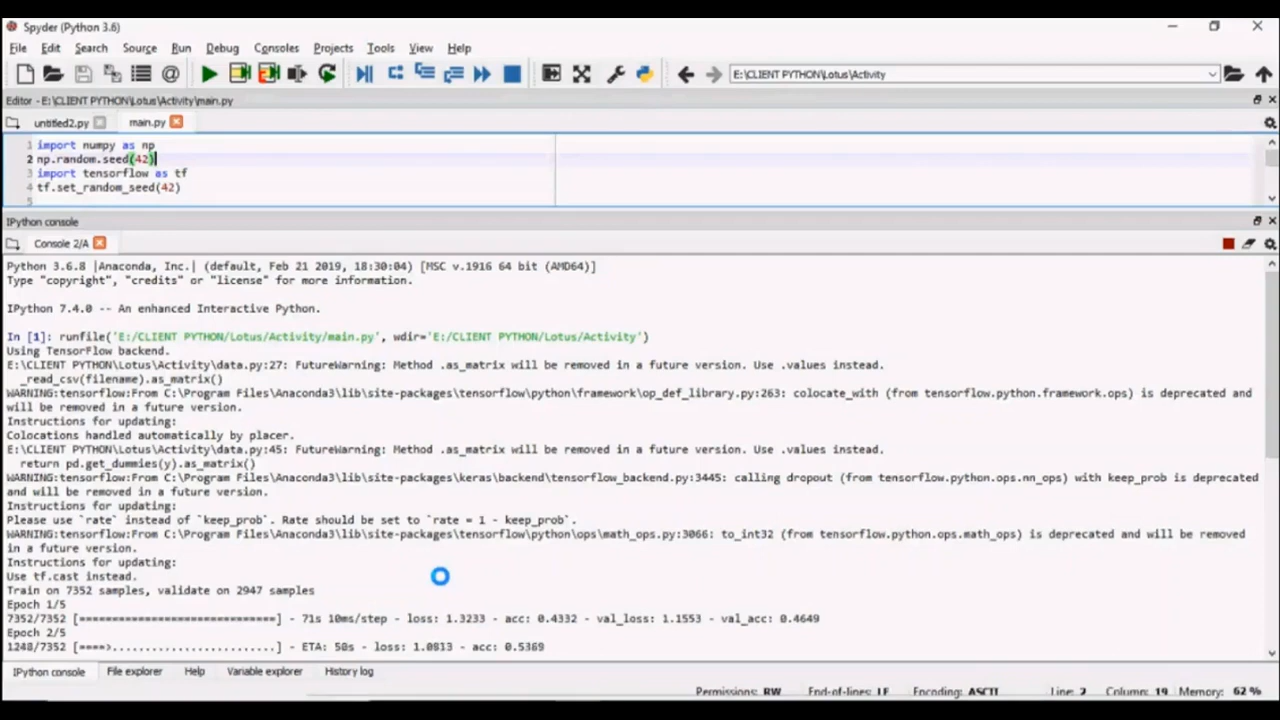 Spyder (Python 3.6)
File Edit Search Source Run Debug Consoles Projects Tools View Help
E:\CLIENT PYTHON\Lotus\Activity
Editor - E:\CLIENT PYTHON\Lotus\Activity\main.py
untitled2.py main.py
1 import numpy as np
2 np.random.seed(42)
3 import tensorflow as tf
4 tf.set_random_seed(42)
5
IPython console
Console 2/A
Python 3.6.8 |Anaconda, Inc.| (default, Feb 21 2019, 18:30:04) [MSC v.1916 64 bit (AMD64)]
Type "copyright", "credits" or "license" for more information.
IPython 7.4.0 -- An enhanced Interactive Python.
In [1]: runfile('E:/CLIENT PYTHON/Lotus/Activity/main.py', wdir='E:/CLIENT PYTHON/Lotus/Activity')
Using TensorFlow backend.
E:\CLIENT PYTHON\Lotus\Activity\data.py:27: FutureWarning: Method .as_matrix will be removed in a future version. Use .values instead.
_read_csv(filename).as_matrix()
WARNING:tensorflow:From C:\Program Files\Anaconda3\lib\site-packages\tensorflow\python\framework\op_def_library.py:263: colocate_with (from tensorflow.python.framework.ops) is deprecated and
will be removed in a future version.
Instructions for updating:
Colocations handled automatically by placer.
E:\CLIENT PYTHON\Lotus\Activity\data.py:45: FutureWarning: Method .as_matrix will be removed in a future version. Use .values instead.
return pd.get_dummies(y).as_matrix()
WARNING:tensorflow:From C:\Program Files\Anaconda3\lib\site-packages\keras\backend\tensorflow_backend.py:3445: calling dropout (from tensorflow.python.ops.nn_ops) with keep_prob is deprecated
and will be removed in a future version.
Instructions for updating:
Please use `rate` instead of `keep_prob`. Rate should be set to `rate = 1 - keep_prob`.
WARNING:tensorflow:From C:\Program Files\Anaconda3\lib\site-packages\tensorflow\python\ops\math_ops.py:3066: to_int32 (from tensorflow.python.ops.math_ops) is deprecated and will be removed
in a future version.
Instructions for updating:
Use tf.cast instead.
Train on 7352 samples, validate on 2947 samples
Epoch 1/5
7352/7352 [==============================] - 71s 10ms/step - loss: 1.3233 - acc: 0.4332 - val_loss: 1.1553 - val_acc: 0.4649
Epoch 2/5
1248/7352 [====>.........................] - ETA: 50s - loss: 1.0813 - acc: 0.5369
IPython console File explorer Help Variable explorer History log
Permissions: RW End-of-lines: LF Encoding: ASCII Line: 2 Column: 19 Memory: 62 %